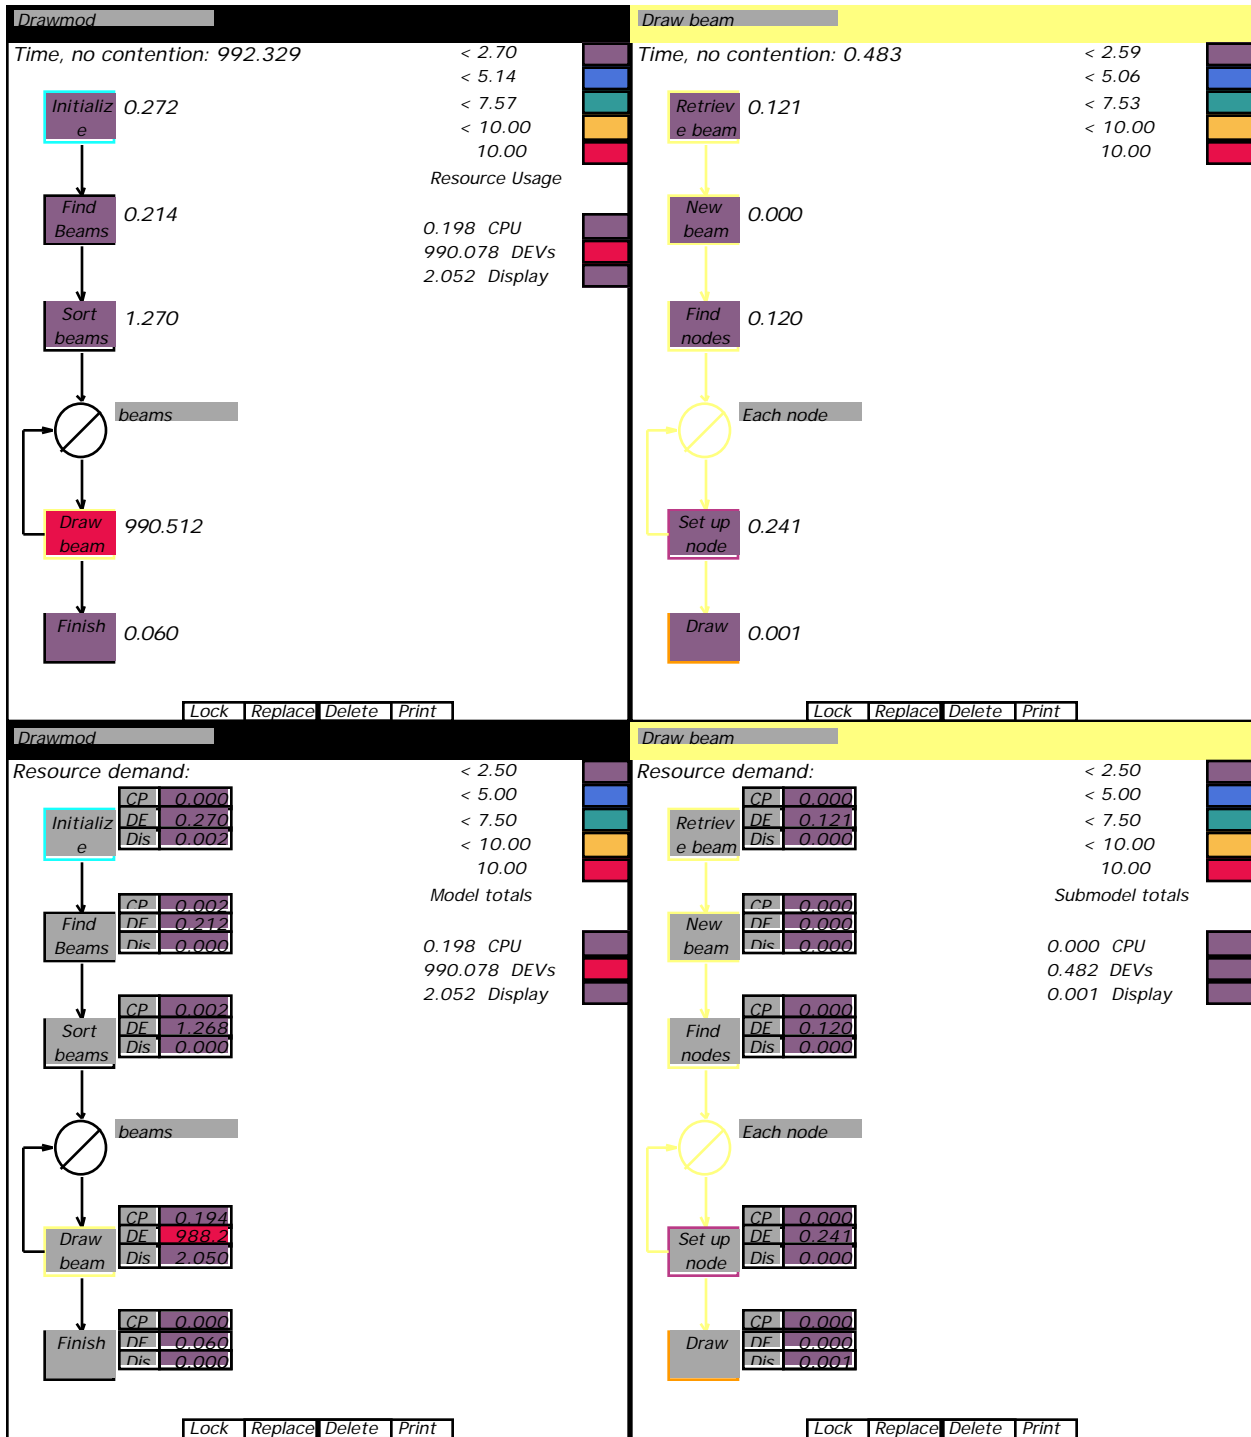 Drawmod
Time, no contention: 992.329
< 2.70
< 5.14
< 7.57
< 10.00
10.00
Resource Usage
0.198 CPU
990.078 DEVs
2.052 Display
Initializ
e
0.272
Find
Beams
0.214
Sort
beams
1.270
beams
Draw
beam
990.512
Finish
0.060
Lock Replace Delete Print
Draw beam
Time, no contention: 0.483
< 2.59
< 5.06
< 7.53
< 10.00
10.00
Retriev
e beam
0.121
New
beam
0.000
Find
nodes
0.120
Each node
Set up
node
0.241
Draw
0.001
Lock Replace Delete Print
Drawmod
Resource demand:
< 2.50
< 5.00
< 7.50
< 10.00
10.00
Model totals
0.198 CPU
990.078 DEVs
2.052 Display
Initializ
e
CP 0.000
DE 0.270
Dis 0.002
Find
Beams
CP 0.002
DE 0.212
Dis 0.000
Sort
beams
CP 0.002
DE 1.268
Dis 0.000
beams
Draw
beam
CP 0.194
DE 988.2
Dis 2.050
Finish
CP 0.000
DE 0.060
Dis 0.000
Lock Replace Delete Print
Draw beam
Resource demand:
< 2.50
< 5.00
< 7.50
< 10.00
10.00
Submodel totals
0.000 CPU
0.482 DEVs
0.001 Display
Retriev
e beam
CP 0.000
DE 0.121
Dis 0.000
New
beam
CP 0.000
DE 0.000
Dis 0.000
Find
nodes
CP 0.000
DE 0.120
Dis 0.000
Each node
Set up
node
CP 0.000
DE 0.241
Dis 0.000
Draw
CP 0.000
DE 0.000
Dis 0.001
Lock Replace Delete Print